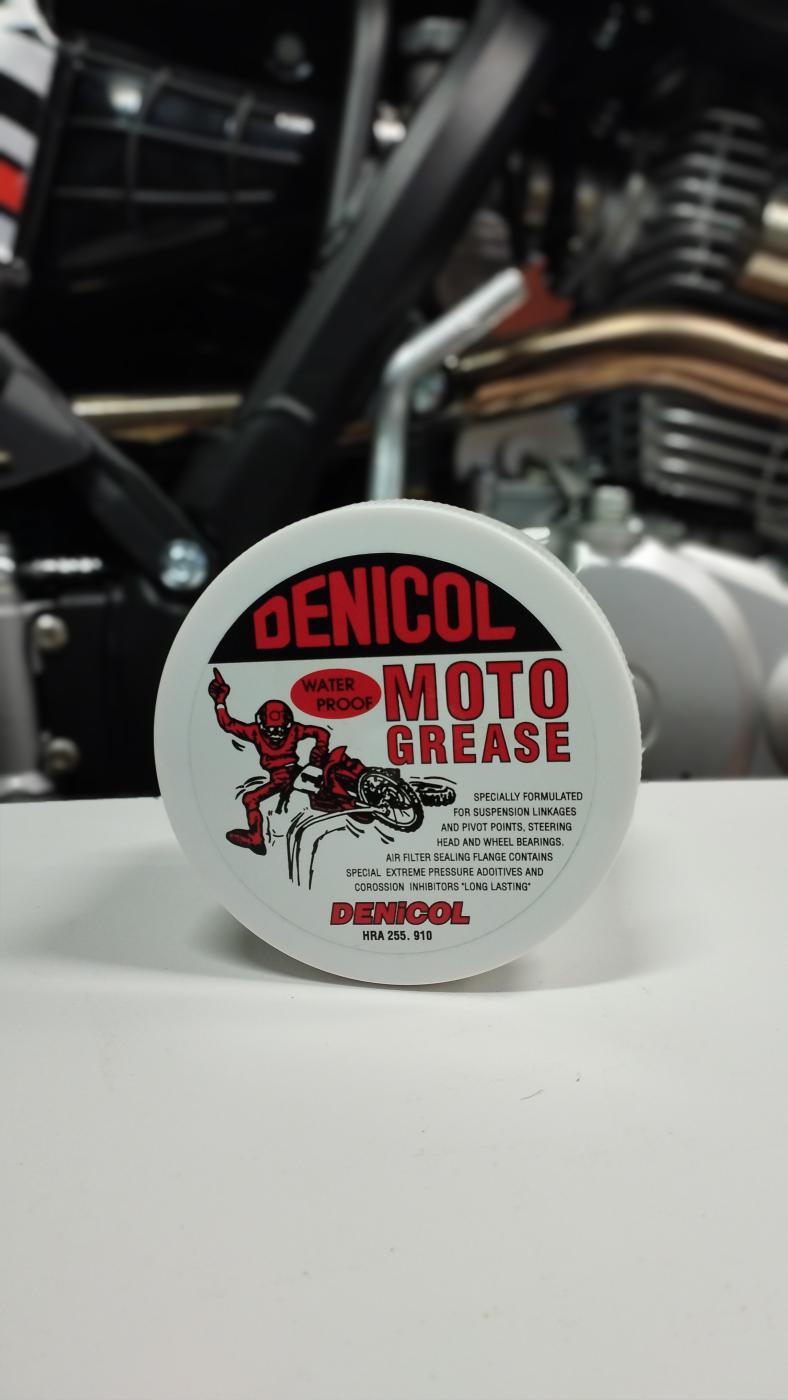 DENICOL
WATER
PROOF
MOTO
GREASE
SPECIALLY FORMULATED
FOR SUSPENSION LINKAGES
AND PIVOT POINTS, STEERING
HEAD AND WHEEL BEARINGS.
AIR FILTER SEALING FLANGE CONTAINS
SPECIAL EXTREME PRESSURE ADOITIVES AND
COROSSION INHIBITORS "LONG LASTING"
DENiCOL
HRA 255. 910